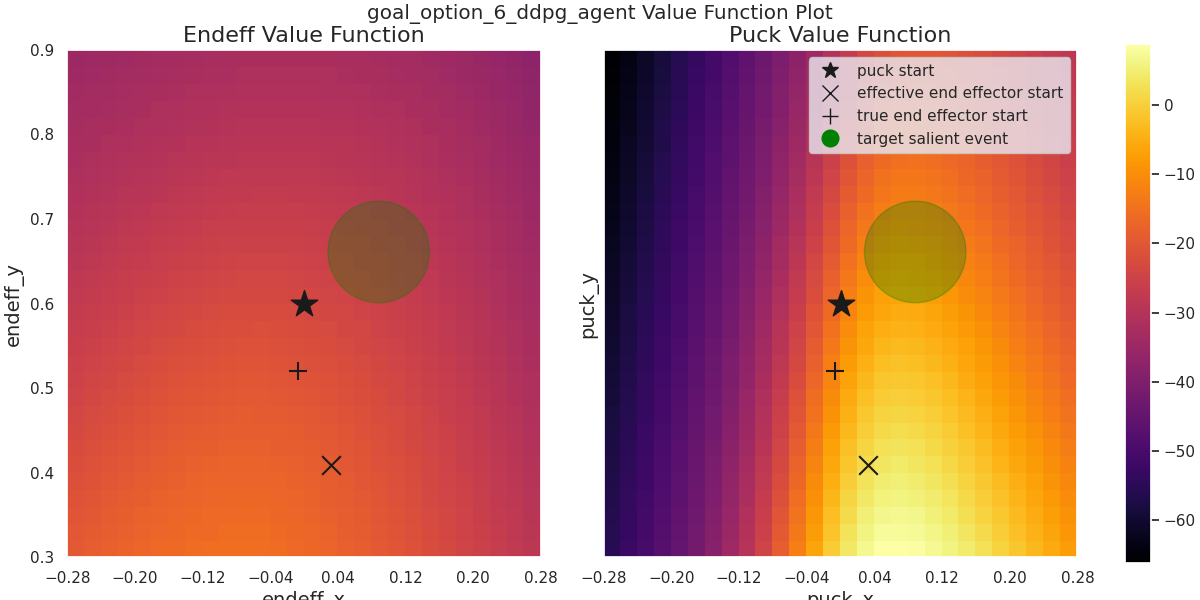 goal_option_6_ddpg_agent Value Function Plot
Endeff Value Function
Puck Value Function
puck start
effective end effector start
true end effector start
target salient event
endeff_y
0.9
0.8
0.7
0.6
0.5
0.4
0.3
−0.28 −0.20 −0.12 −0.04 0.04 0.12 0.20 0.28
endeff_x
puck_y
−0.28 −0.20 −0.12 −0.04 0.04 0.12 0.20 0.28
puck_x
0
−10
−20
−30
−40
−50
−60